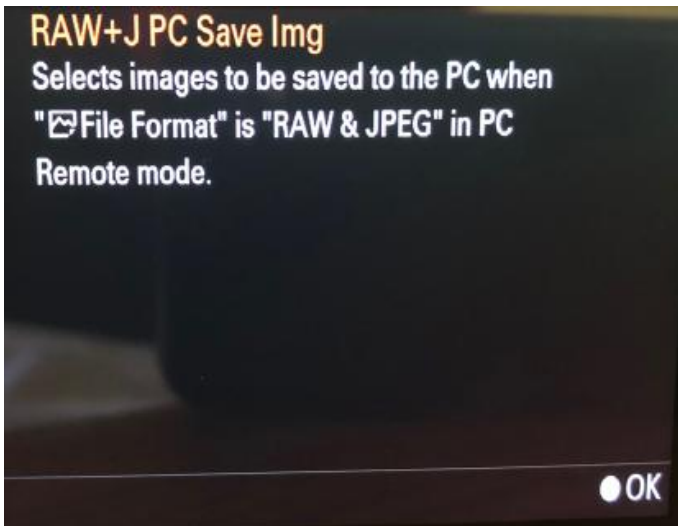 RAW+J PC Save Img
Selects images to be saved to the PC when
"File Format" is "RAW & JPEG" in PC
Remote mode.
OK